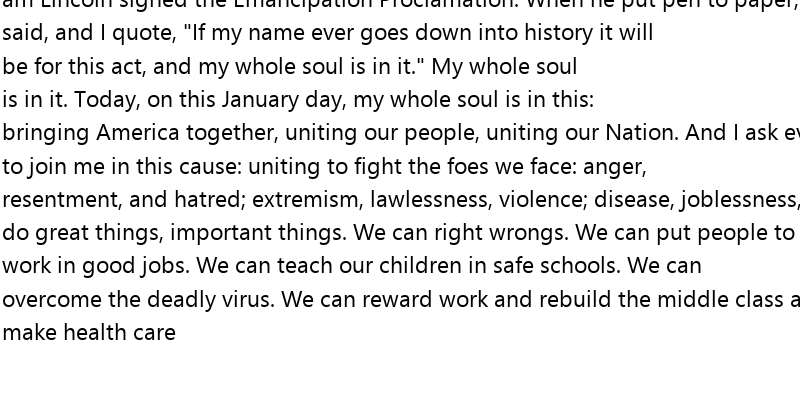 am Lincoln signed the Emancipation Proclamation. When he put pen to paper,
said, and I quote, "If my name ever goes down into history it will
be for this act, and my whole soul is in it." My whole soul
is in it. Today, on this January day, my whole soul is in this:
bringing America together, uniting our people, uniting our Nation. And I ask
to join me in this cause: uniting to fight the foes we face: anger,
resentment, and hatred; extremism, lawlessness, violence; disease, joblessness,
do great things, important things. We can right wrongs. We can put people to
work in good jobs. We can teach our children in safe schools. We can
overcome the deadly virus. We can reward work and rebuild the middle class
make health care